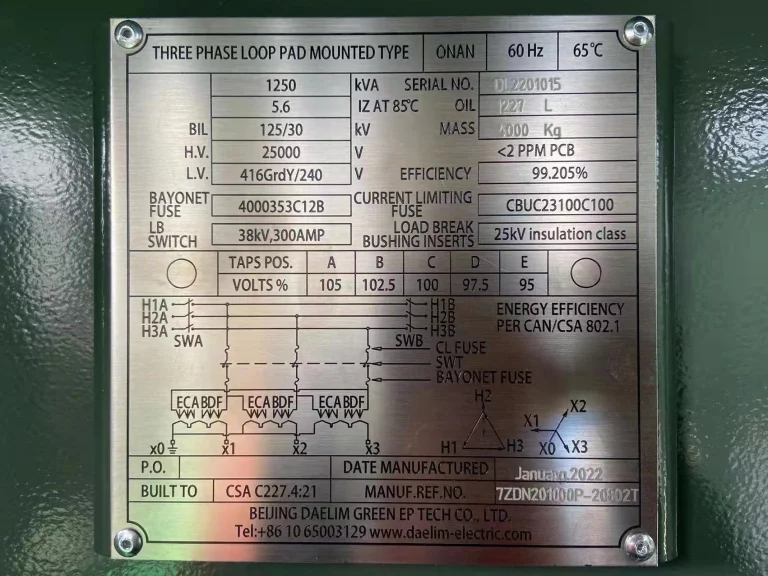 THREE PHASE LOOP PAD MOUNTED TYPE ONAN 60 Hz 65℃
1250 kVA SERIAL NO. DL2201015
5.6 IZ AT 85℃ OIL 1227 L
BIL 125/30 kV MASS 4000 Kg
H.V. 25000 V <2 PPM PCB
L.V. 416GrdY/240 V EFFICIENCY 99.205%
BAYONET FUSE 4000353C12B CURRENT LIMITING FUSE CBUC23100C100
LB SWITCH 38kV,300AMP LOAD BREAK BUSHING INSERTS 25kV insulation class
TAPS POS. A B C D E
VOLTS % 105 102.5 100 97.5 95
H1A H1B
H2A H2B
H3A H3B
SWA SWB
ENERGY EFFICIENCY
PER CAN/CSA 802.1
CL FUSE
SWT
BAYONET FUSE
ECABDF ECABDF ECABDF
H2 X2
X1
x0 x1 x2 x3 H1 H3 X0 X3
P.O. DATE MANUFACTURED January.2022
BUILT TO CSA C227.4:21 MANUF.REF.NO. 7ZDN201000P-20802T
BEIJING DAELIM GREEN EP TECH CO., LTD.
Tel:+86 10 65003129 www.daelim-electric.com